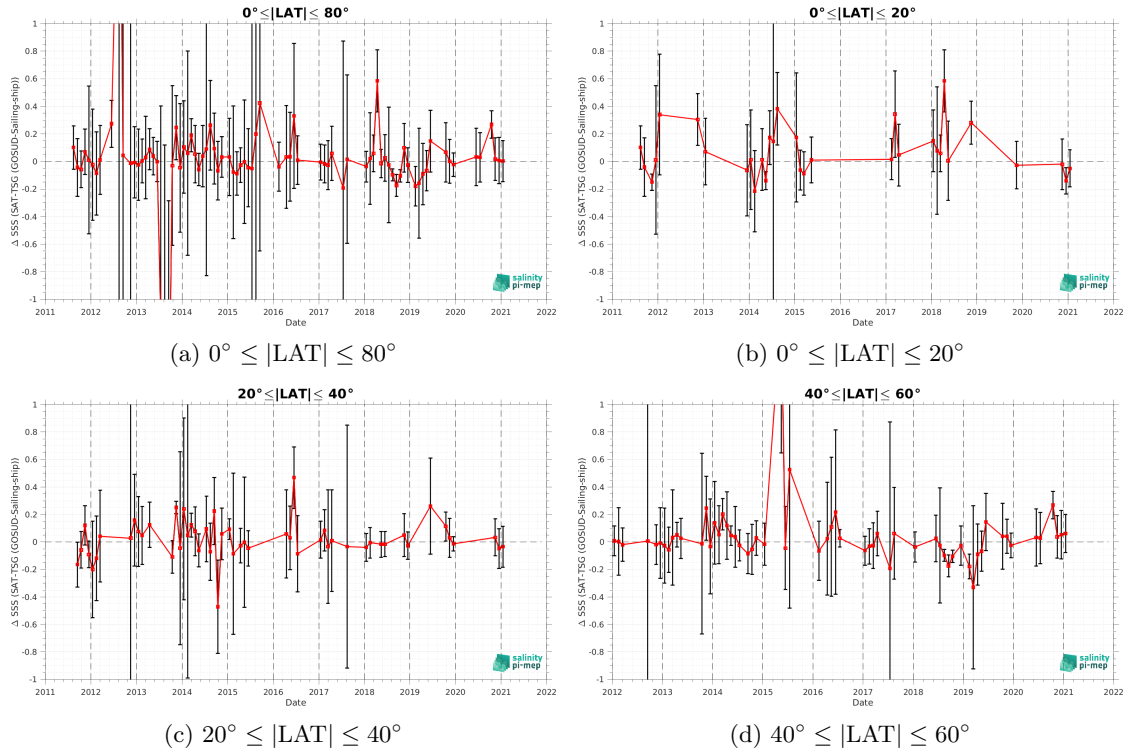 0°≤|LAT|≤ 80°
Δ SSS (SAT-TSG (GOSUD-Sailing-ship))
1
0.8
0.6
0.4
0.2
0
-0.2
-0.4
-0.6
-0.8
-1
2011 2012 2013 2014 2015 2016 2017 2018 2019 2020 2021 2022
Date
salinity
pi-mep
(a) 0° ≤ |LAT| ≤ 80°
0°≤|LAT|≤ 20°
Δ SSS (SAT-TSG (GOSUD-Sailing-ship))
1
0.8
0.6
0.4
0.2
0
-0.2
-0.4
-0.6
-0.8
-1
2011 2012 2013 2014 2015 2016 2017 2018 2019 2020 2021 2022
Date
salinity
pi-mep
(b) 0° ≤ |LAT| ≤ 20°
20°≤|LAT|≤ 40°
Δ SSS (SAT-TSG (GOSUD-Sailing-ship))
1
0.8
0.6
0.4
0.2
0
-0.2
-0.4
-0.6
-0.8
-1
2011 2012 2013 2014 2015 2016 2017 2018 2019 2020 2021 2022
Date
salinity
pi-mep
(c) 20° ≤ |LAT| ≤ 40°
40°≤|LAT|≤ 60°
Δ SSS (SAT-TSG (GOSUD-Sailing-ship))
1
0.8
0.6
0.4
0.2
0
-0.2
-0.4
-0.6
-0.8
-1
2012 2013 2014 2015 2016 2017 2018 2019 2020 2021 2022
Date
salinity
pi-mep
(d) 40° ≤ |LAT| ≤ 60°